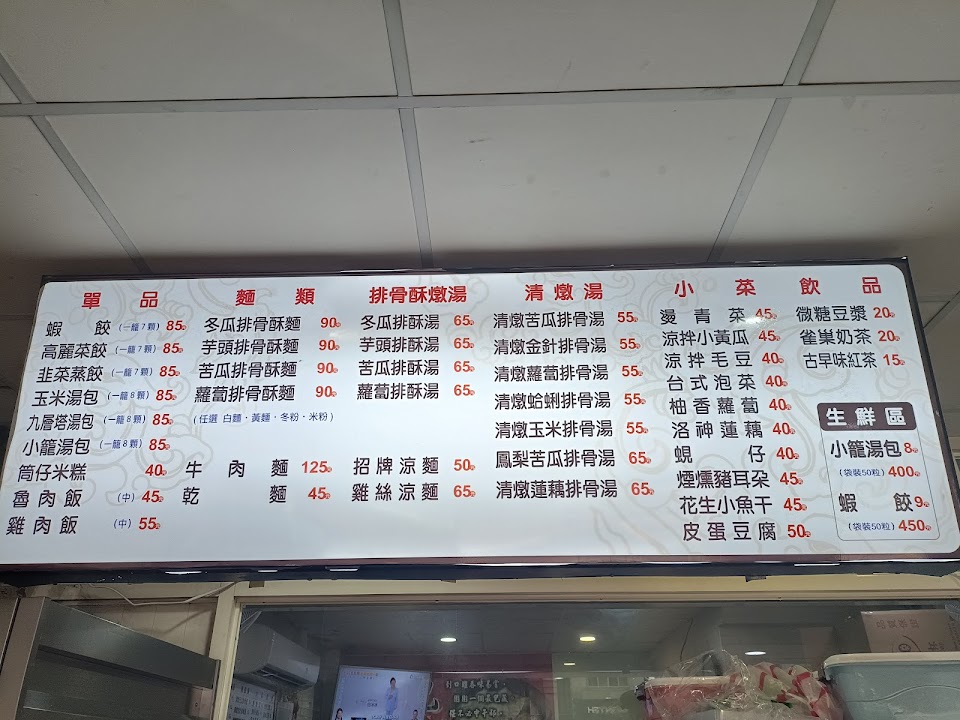 單品
蝦餃 (一籠7顆) 85元
高麗菜餃 (一籠7顆) 85元
韭菜蒸餃 (一籠7顆) 85元
玉米湯包 (一籠8顆) 85元
九層塔湯包 (一籠8顆) 85元
小籠湯包 (一籠8顆) 85元
筒仔米糕 40元
魯肉飯 (中) 45元
雞肉飯 (中) 55元
麵類
冬瓜排骨酥麵 90元
芋頭排骨酥麵 90元
苦瓜排骨酥麵 90元
蘿蔔排骨酥麵 90元
(任選 白麵·黃麵·冬粉·米粉)
牛肉麵 125元
乾麵 45元
排骨酥燉湯
冬瓜排酥湯 65元
芋頭排酥湯 65元
苦瓜排酥湯 65元
蘿蔔排酥湯 65元
招牌涼麵 50元
雞絲涼麵 65元
清燉湯
清燉苦瓜排骨湯 55元
清燉金針排骨湯 55元
清燉蘿蔔排骨湯 55元
清燉蛤蜊排骨湯 55元
清燉玉米排骨湯 55元
鳳梨苦瓜排骨湯 65元
清燉蓮藕排骨湯 65元
小菜
燙青菜 45元
涼拌小黃瓜 45元
涼拌毛豆 40元
台式泡菜 40元
柚香蘿蔔 40元
洛神蓮藕 40元
蜆仔 40元
煙燻豬耳朵 45元
花生小魚干 45元
皮蛋豆腐 50元
飲品
微糖豆漿 20元
雀巢奶茶 20元
古早味紅茶 15元
生鮮區
小籠湯包 8元
(袋裝50粒) 400元
蝦餃 9元
(袋裝50粒) 450元